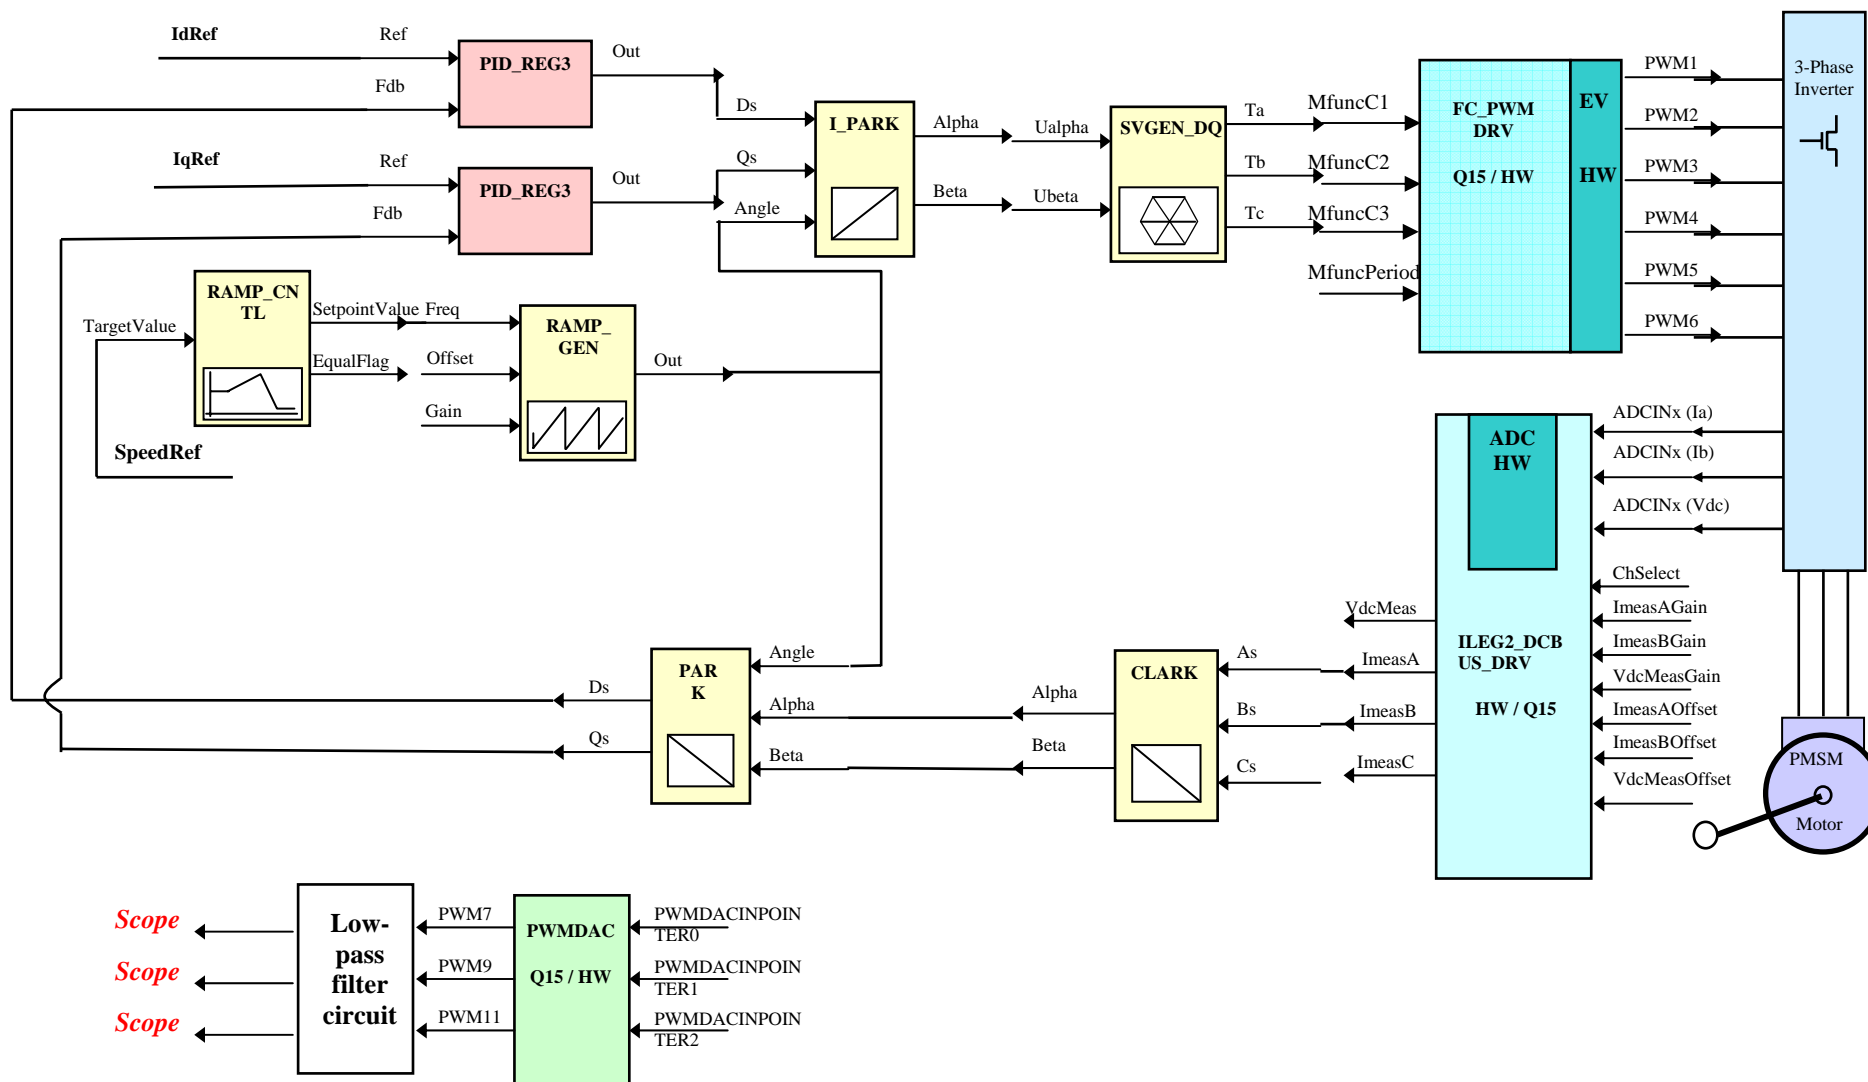 IdRef
Ref
Fdb
PID_REG3
Out
IqRef
Ref
Fdb
PID_REG3
Out
Ds
Qs
Angle
I_PARK
Alpha
Beta
Ualpha
Ubeta
SVGEN_DQ
Ta
Tb
Tc
MfuncC1
MfuncC2
MfuncC3
MfuncPeriod
FC_PWM
DRV
Q15 / HW
EV
HW
PWM1
PWM2
PWM3
PWM4
PWM5
PWM6
3-Phase
Inverter
TargetValue
SpeedRef
RAMP_CN
TL
SetpointValue
EqualFlag
Freq
Offset
Gain
RAMP_
GEN
Out
ADCINx (Ia)
ADCINx (Ib)
ADCINx (Vdc)
ChSelect
ImeasAGain
ImeasBGain
VdcMeasGain
ImeasAOffset
ImeasBOffset
VdcMeasOffset
ADC
HW
ILEG2_DCB
US_DRV
HW / Q15
VdcMeas
ImeasA
ImeasB
ImeasC
As
Bs
Cs
CLARK
Alpha
Beta
Angle
Alpha
Beta
PAR
K
Ds
Qs
PMSM
Motor
Scope
Scope
Scope
Low-
pass
filter
circuit
PWM7
PWM9
PWM11
PWMDAC
Q15 / HW
PWMDACINPOIN
TER0
PWMDACINPOIN
TER1
PWMDACINPOIN
TER2